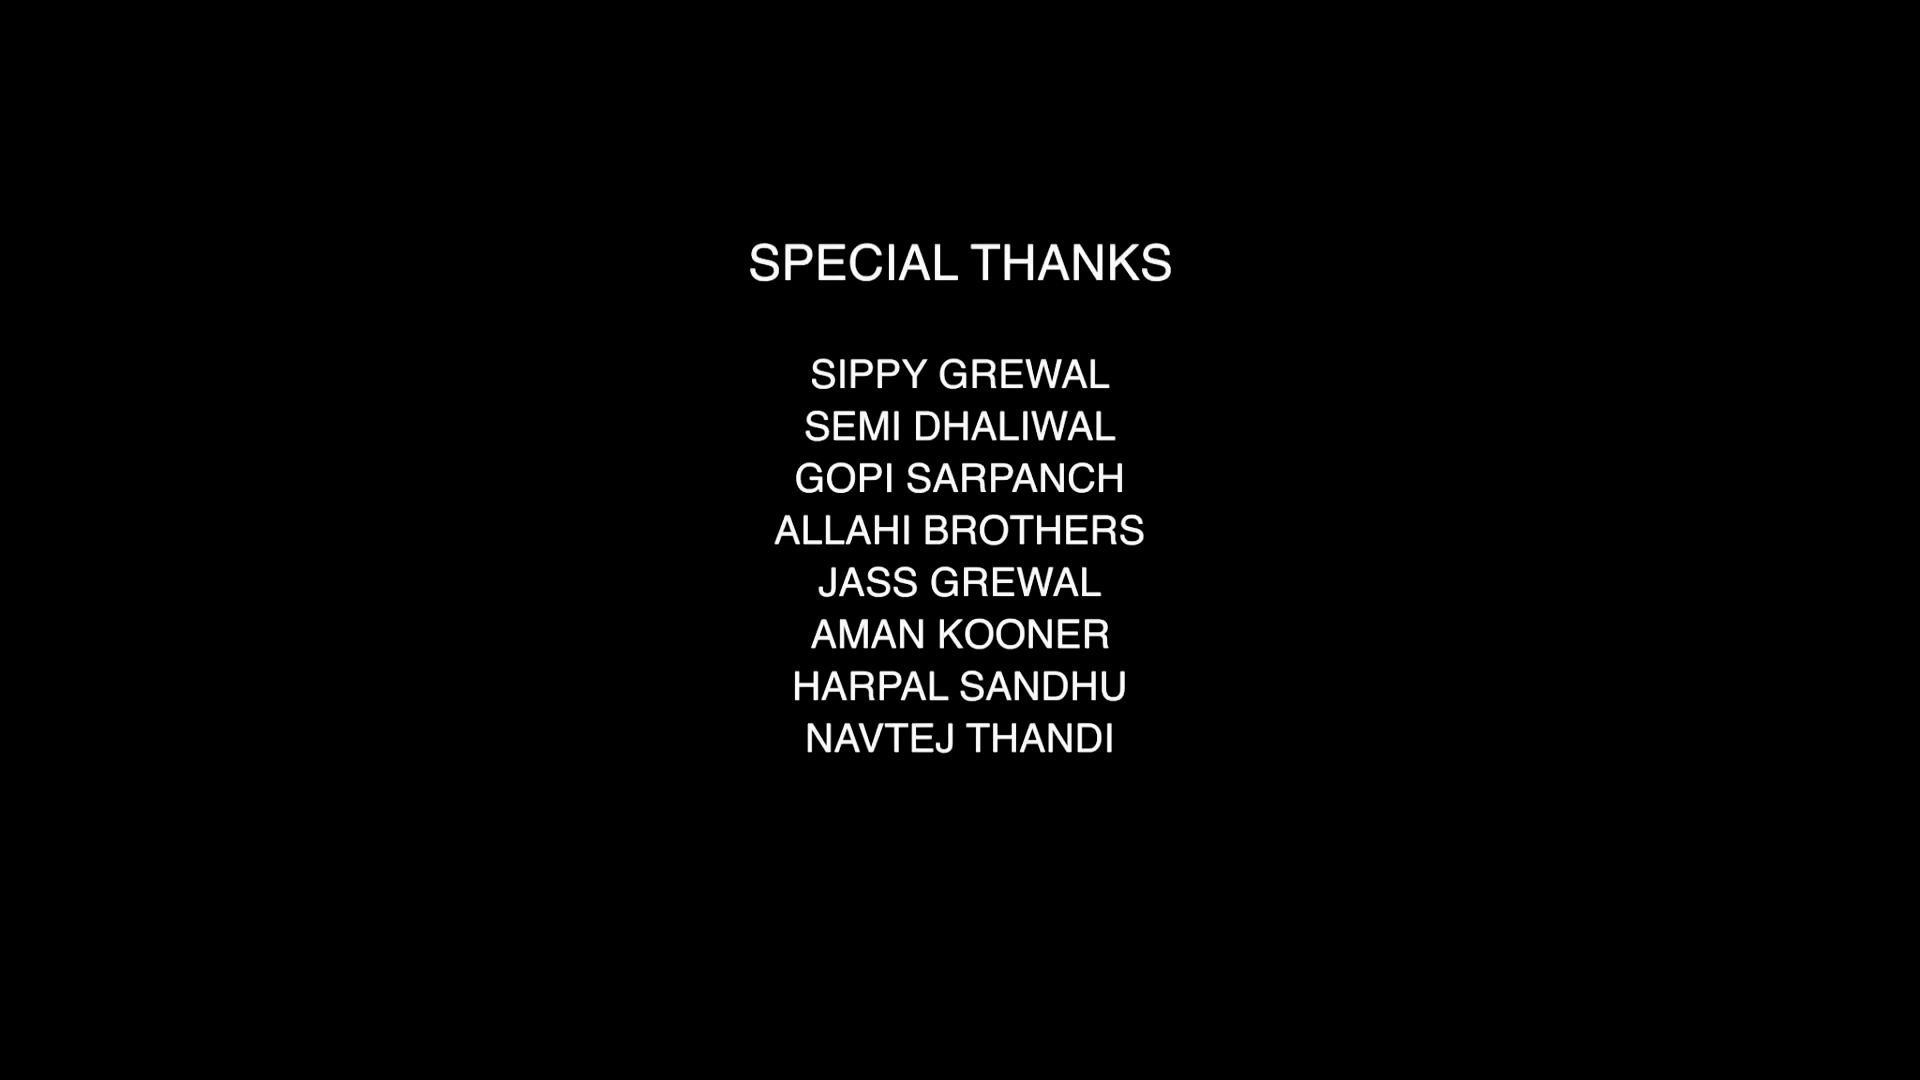 SPECIAL THANKS
SIPPY GREWAL
SEMI DHALIWAL
GOPI SARPANCH
ALLAHI BROTHERS
JASS GREWAL
AMAN KOONER
HARPAL SANDHU
NAVTEJ THANDI